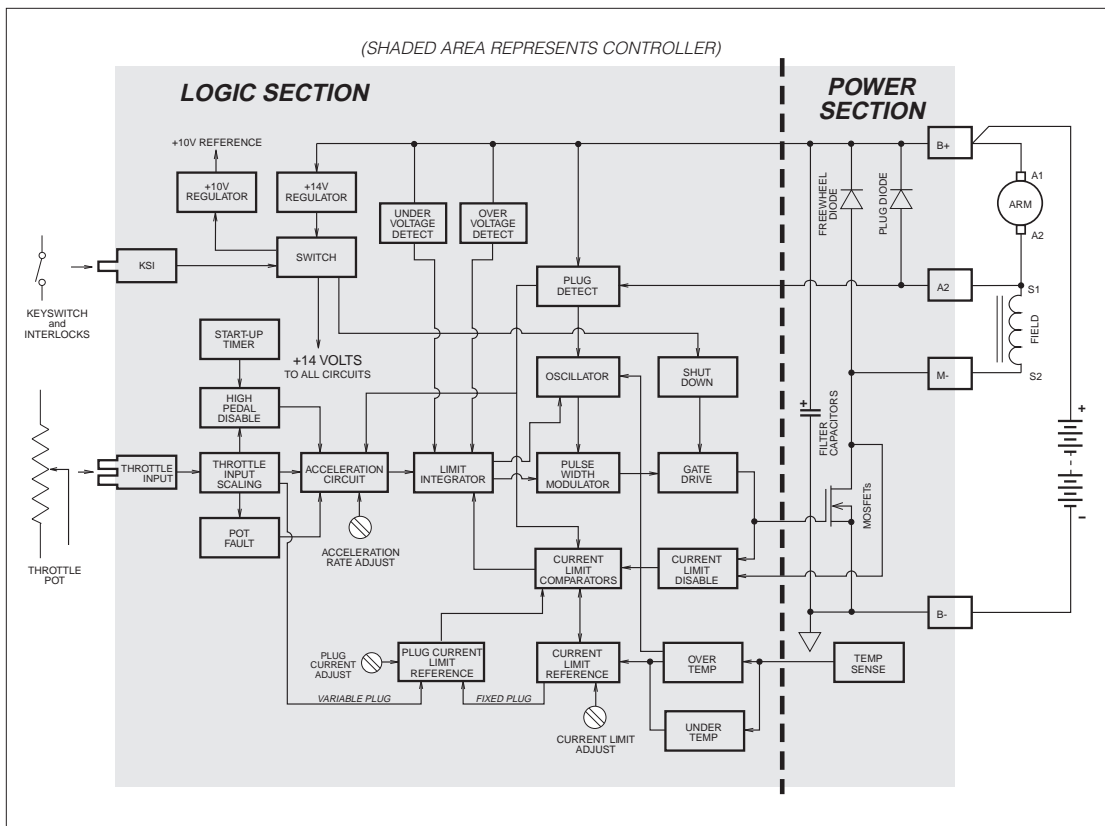 (SHADED AREA REPRESENTS CONTROLLER)
LOGIC SECTION
POWER
SECTION
+10V REFERENCE
+10V
REGULATOR
+14V
REGULATOR
UNDER
VOLTAGE
DETECT
OVER
VOLTAGE
DETECT
FREEWHEEL
DIODE
PLUG DIODE
B+
A1
ARM
A2
KSI
SWITCH
PLUG
DETECT
A2
S1
FIELD
S2
M-
KEYSWITCH
and
INTERLOCKS
START-UP
TIMER
+14 VOLTS
TO ALL CIRCUITS
OSCILLATOR
SHUT
DOWN
HIGH
PEDAL
DISABLE
+
FILTER
CAPACITORS
+
-
THROTTLE
INPUT
THROTTLE
INPUT
SCALING
ACCELERATION
CIRCUIT
LIMIT
INTEGRATOR
PULSE
WIDTH
MODULATOR
GATE
DRIVE
MOSFETs
POT
FAULT
ACCELERATION
RATE ADJUST
THROTTLE
POT
CURRENT
LIMIT
COMPARATORS
CURRENT
LIMIT
DISABLE
B-
PLUG
CURRENT
ADJUST
PLUG CURRENT
LIMIT
REFERENCE
CURRENT
LIMIT
REFERENCE
OVER
TEMP
TEMP
SENSE
VARIABLE PLUG
FIXED PLUG
UNDER
TEMP
CURRENT LIMIT
ADJUST